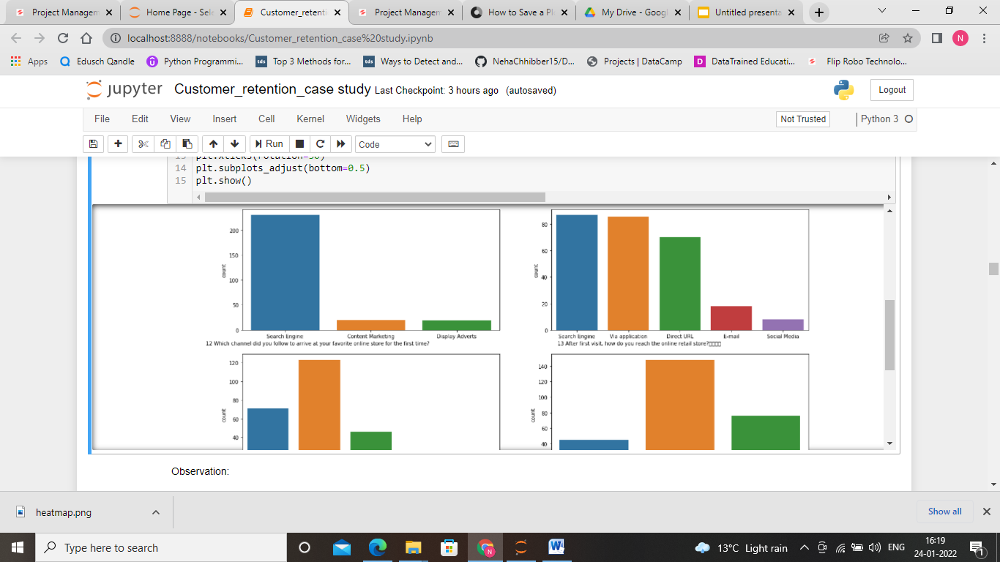 Project Managem
Home Page - Sele
Customer_retenti
Project Managem
How to Save a Pl
My Drive - Googl
Untitled presenta
localhost:8888/notebooks/Customer_retention_case%20study.ipynb
N
Apps
Edusch Qandle
Python Programmi...
tds
Top 3 Methods for...
tds
Ways to Detect and...
NehaChhibber15/D...
Projects | DataCamp
D
DataTrained Educati...
Flip Robo Technolo...
jupyter
Customer_retention_case study Last Checkpoint: 3 hours ago (autosaved)
Logout
File Edit View Insert Cell Kernel Widgets Help
Not Trusted
Python 3
Run
Code
14 plt.subplots_adjust(bottom=0.5)
15 plt.show()
200
150
100
50
0
count
Search Engine
Content Marketing
Display Adverts
12 Which channel did you follow to arrive at your favorite online store for the first time?
80
60
40
20
0
count
Search Engine
Via application
Direct URL
E-mail
Social Media
13 After first visit, how do you reach the online retail store?
120
100
80
60
40
count
140
120
100
80
60
40
count
Observation:
heatmap.png
Show all
Type here to search
N
W
13°C Light rain
ENG
16:19
24-01-2022
1